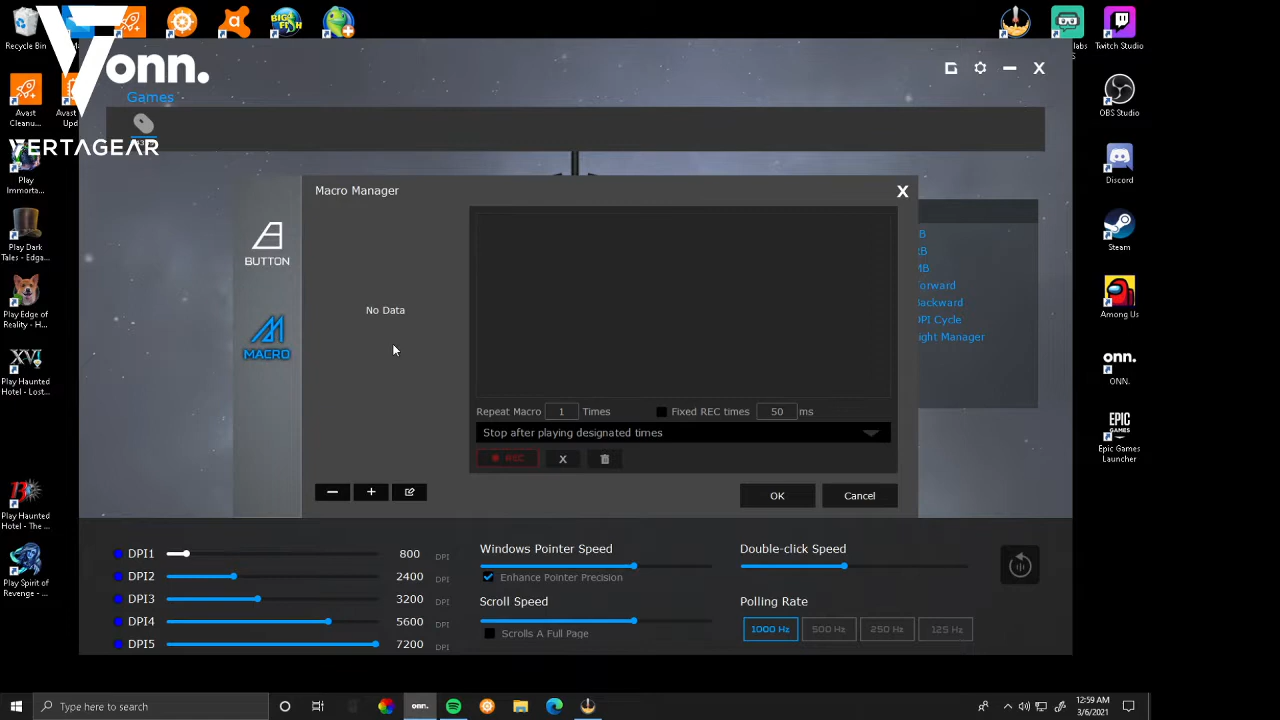 Recycle Bin
Twitch Studio
onn.
Games
Avast Cleanu...
Avast Upd
VERTAGEAR
OBS Studio
Play Immorta...
Macro Manager
X
Discord
Play Dark Tales - Edga...
BUTTON
MACRO
No Data
Forward
Backward
DPI Cycle
Light Manager
Steam
Play Edge of Reality - H...
Among Us
Play Haunted Hotel - Lost...
ONN.
onn.
Repeat Macro 1 Times
Fixed REC times 50 ms
Stop after playing designated times
REC
X
Epic Games Launcher
OK
Cancel
Play Haunted Hotel - The ...
Play Spirit of Revenge - ...
DPI1 800 DPI
DPI2 2400 DPI
DPI3 3200 DPI
DPI4 5600 DPI
DPI5 7200 DPI
Windows Pointer Speed
Enhance Pointer Precision
Scroll Speed
Scrolls A Full Page
Double-click Speed
Polling Rate
1000 Hz 500 Hz 250 Hz 125 Hz
Type here to search
onn.
12:59 AM
3/6/2021